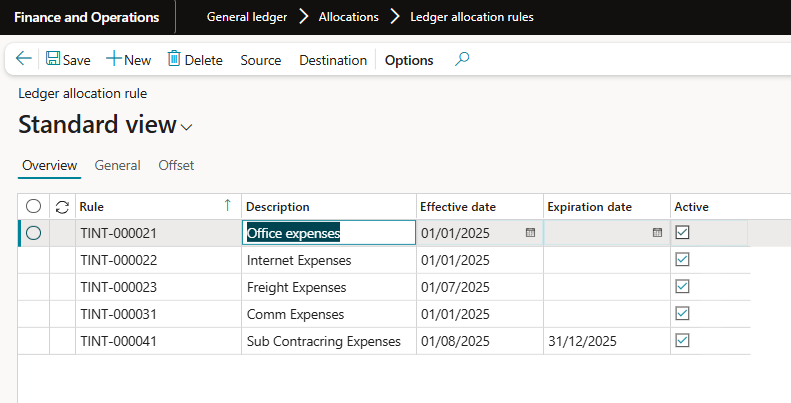 Finance and Operations General ledger Allocations Ledger allocation rules
Save New Delete Source Destination Options
Ledger allocation rule
Standard view
Overview General Offset
Rule Description Effective date Expiration date Active
TINT-000021 Office expenses 01/01/2025
TINT-000022 Internet Expenses 01/01/2025
TINT-000023 Freight Expenses 01/07/2025
TINT-000031 Comm Expenses 01/01/2025
TINT-000041 Sub Contracring Expenses 01/08/2025 31/12/2025